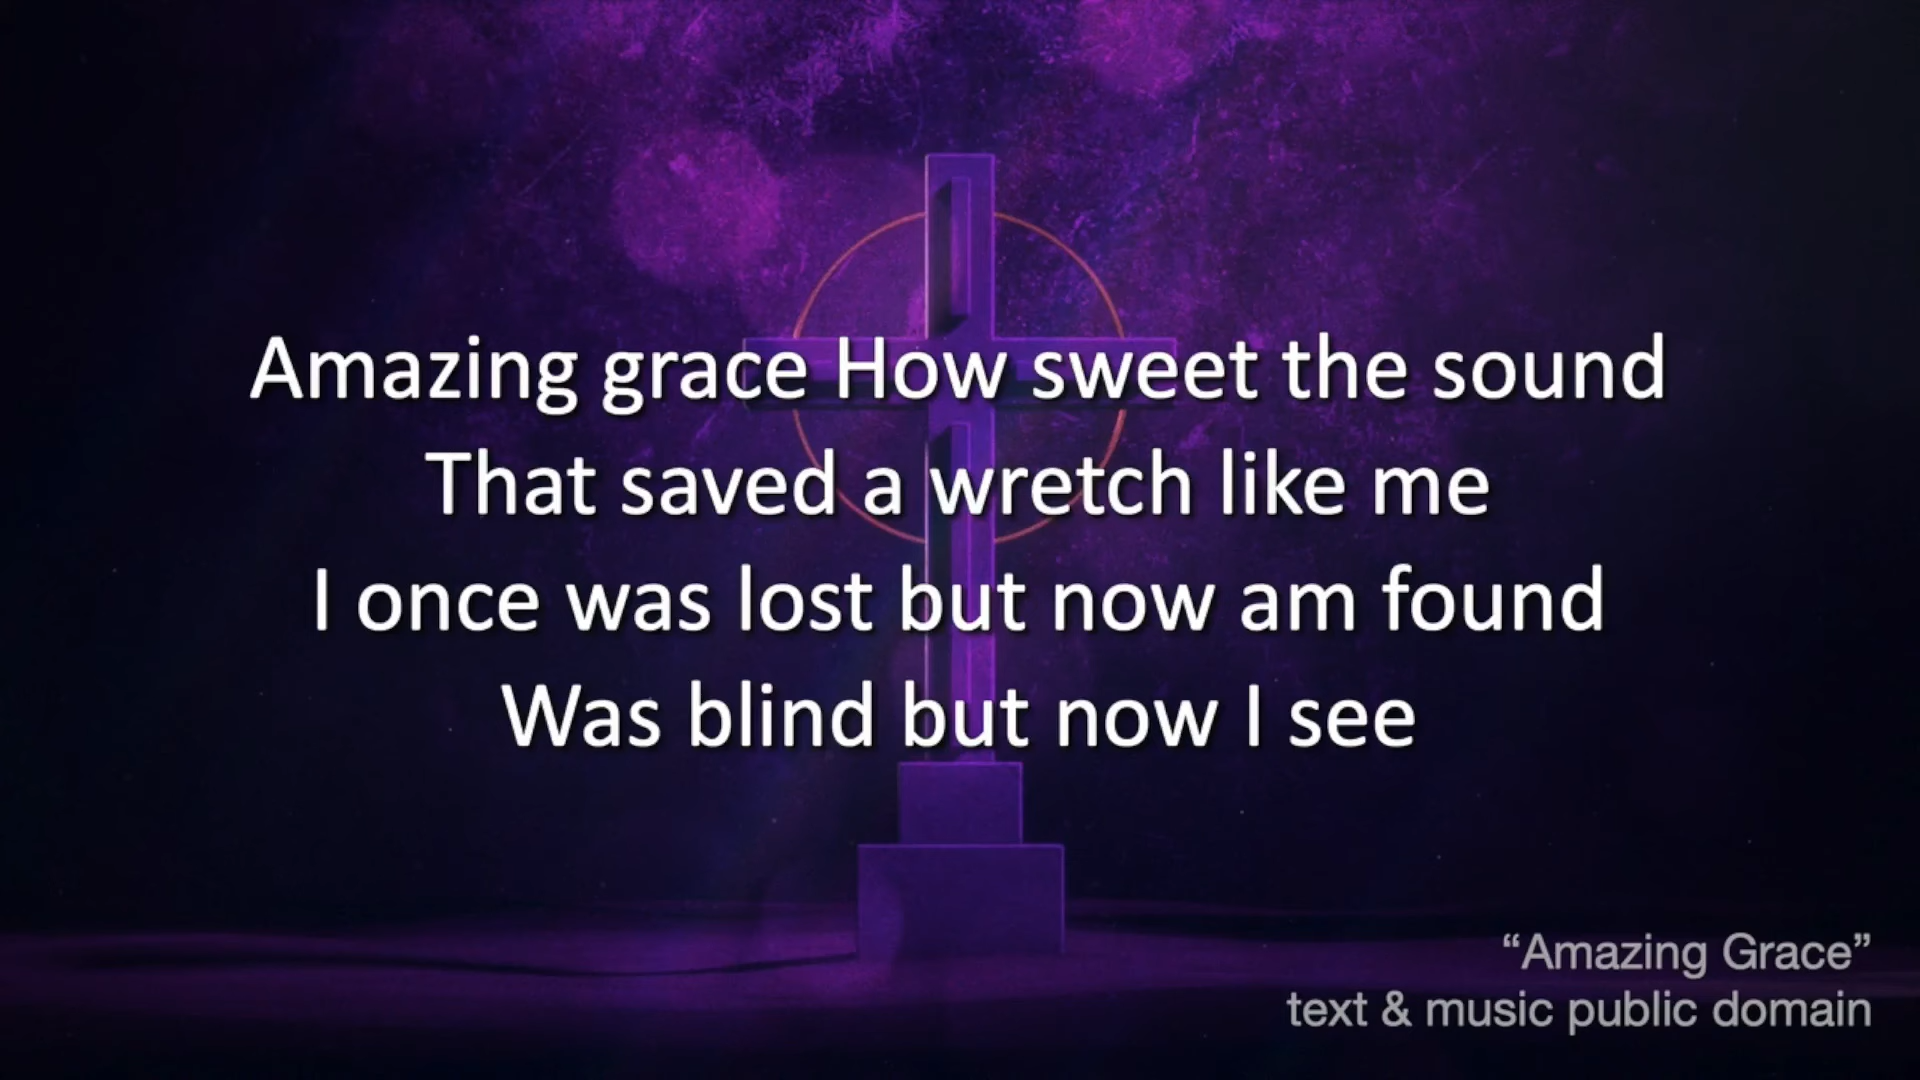 Amazing grace How sweet the sound
That saved a wretch like me
I once was lost but now am found
Was blind but now I see
“Amazing Grace”
text & music public domain